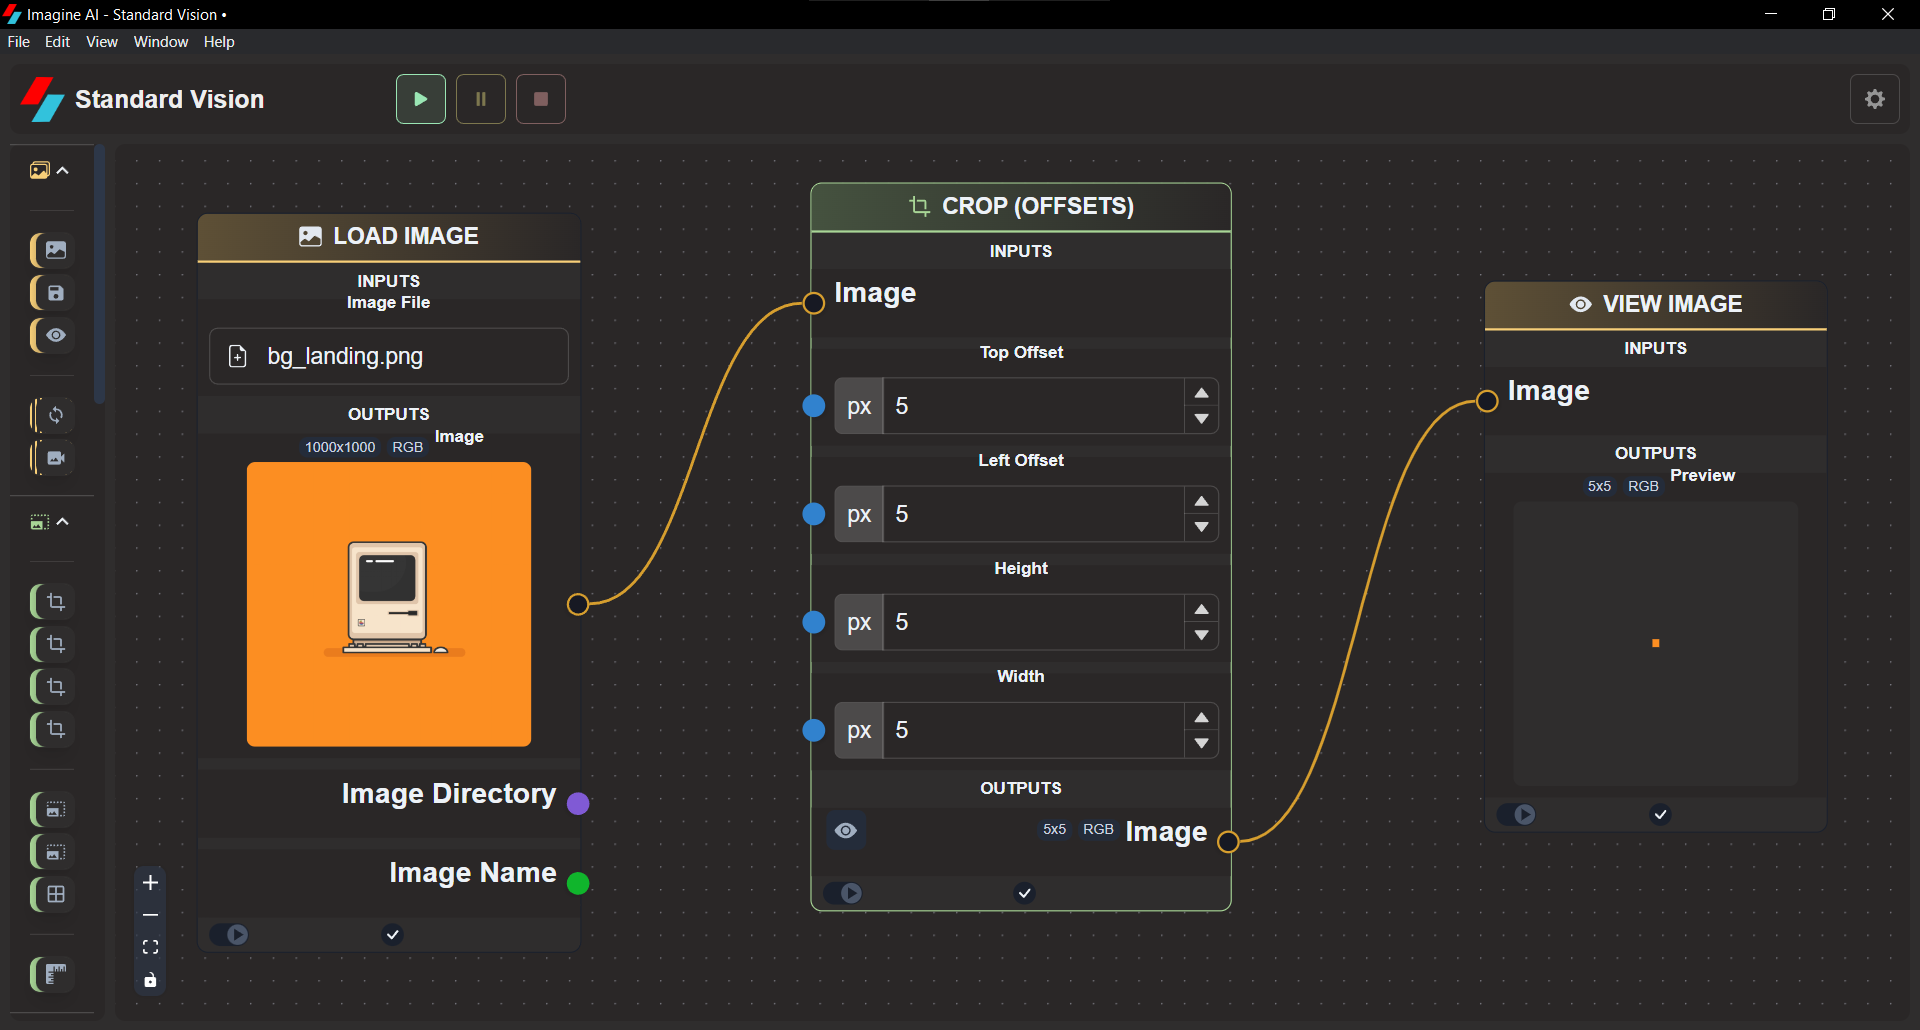 Imagine AI - Standard Vision •
File Edit View Window Help
Standard Vision
LOAD IMAGE
INPUTS
Image File
bg_landing.png
OUTPUTS
1000x1000 RGB Image
Image Directory
Image Name
CROP (OFFSETS)
INPUTS
Image
Top Offset
px 5
Left Offset
px 5
Height
px 5
Width
px 5
OUTPUTS
5x5 RGB Image
VIEW IMAGE
INPUTS
Image
OUTPUTS
5x5 RGB Preview